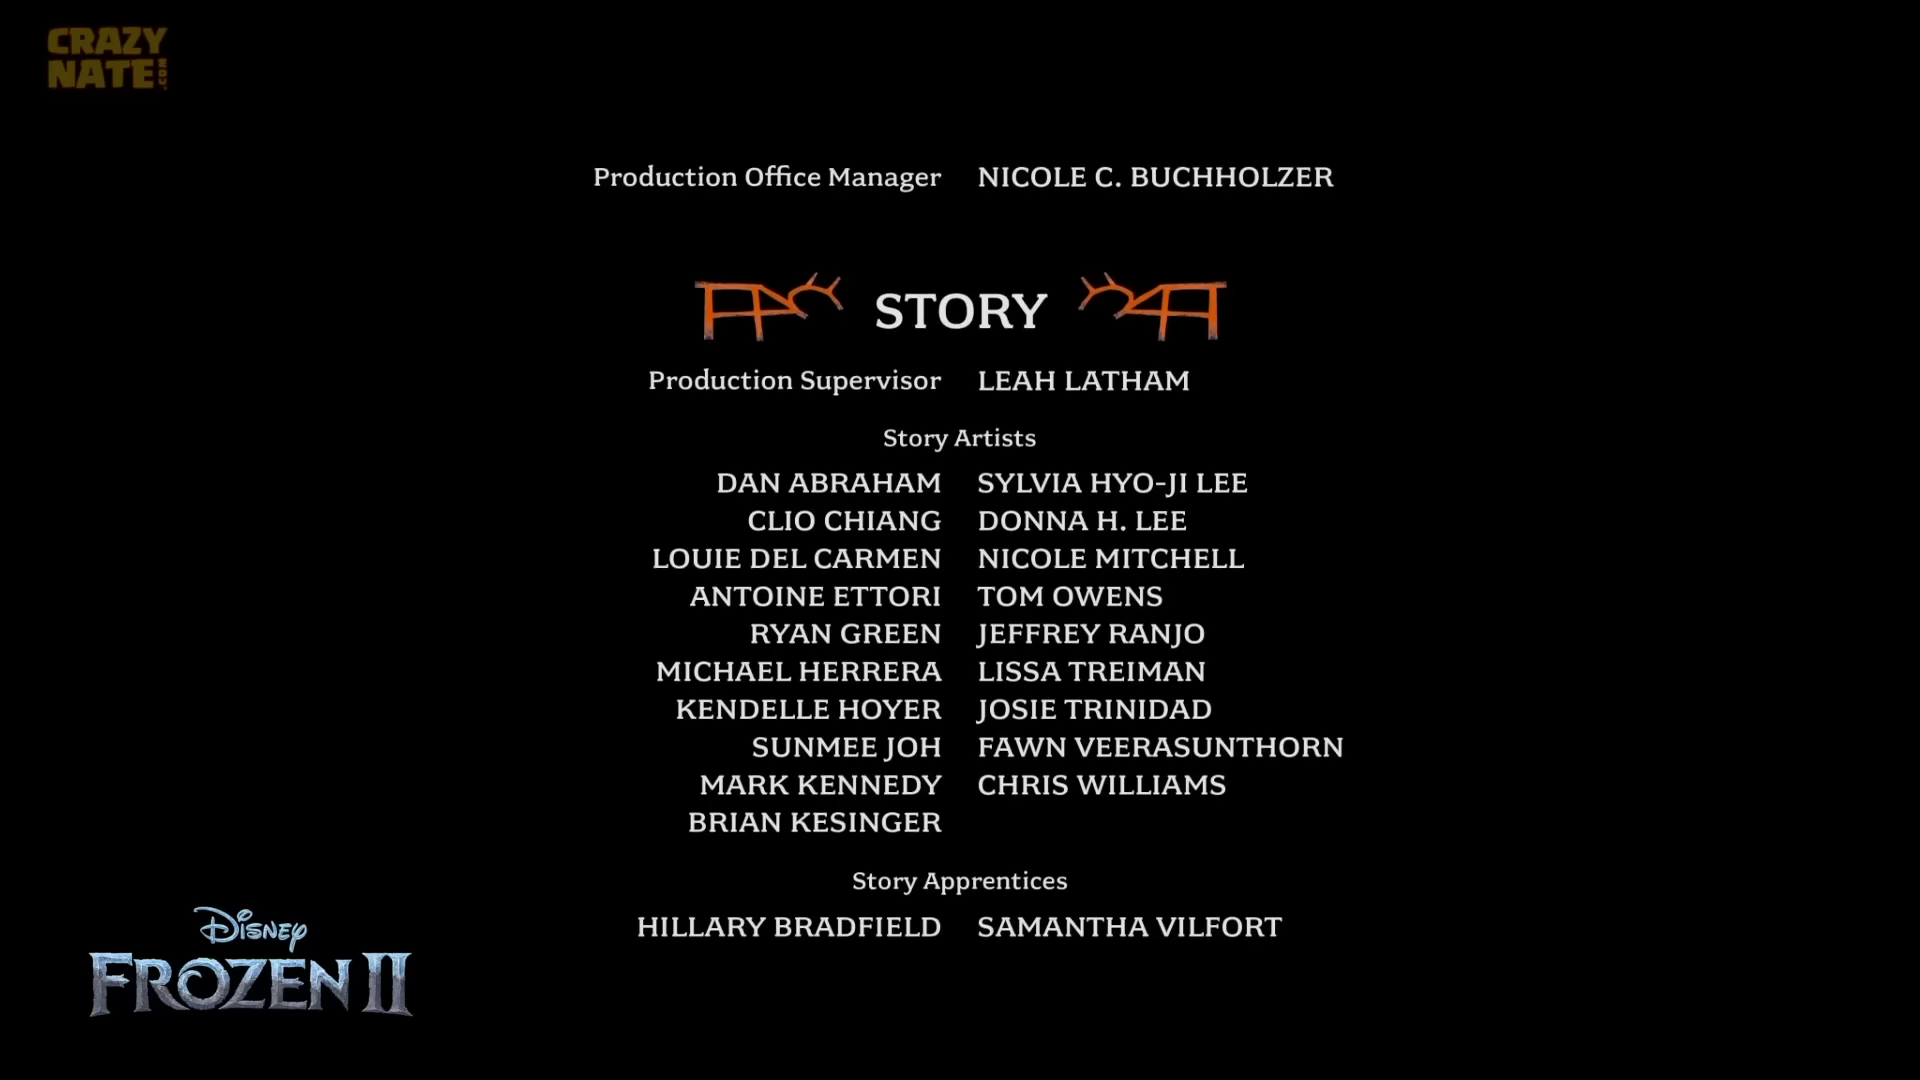 CRAZY
NATE.COM
Production Office Manager NICOLE C. BUCHHOLZER
STORY
Production Supervisor LEAH LATHAM
Story Artists
DAN ABRAHAM SYLVIA HYO-JI LEE
CLIO CHIANG DONNA H. LEE
LOUIE DEL CARMEN NICOLE MITCHELL
ANTOINE ETTORI TOM OWENS
RYAN GREEN JEFFREY RANJO
MICHAEL HERRERA LISSA TREIMAN
KENDELLE HOYER JOSIE TRINIDAD
SUNMEE JOH FAWN VEERASUNTHORN
MARK KENNEDY CHRIS WILLIAMS
BRIAN KESINGER
Story Apprentices
HILLARY BRADFIELD SAMANTHA VILFORT
DISNEY
FROZEN II